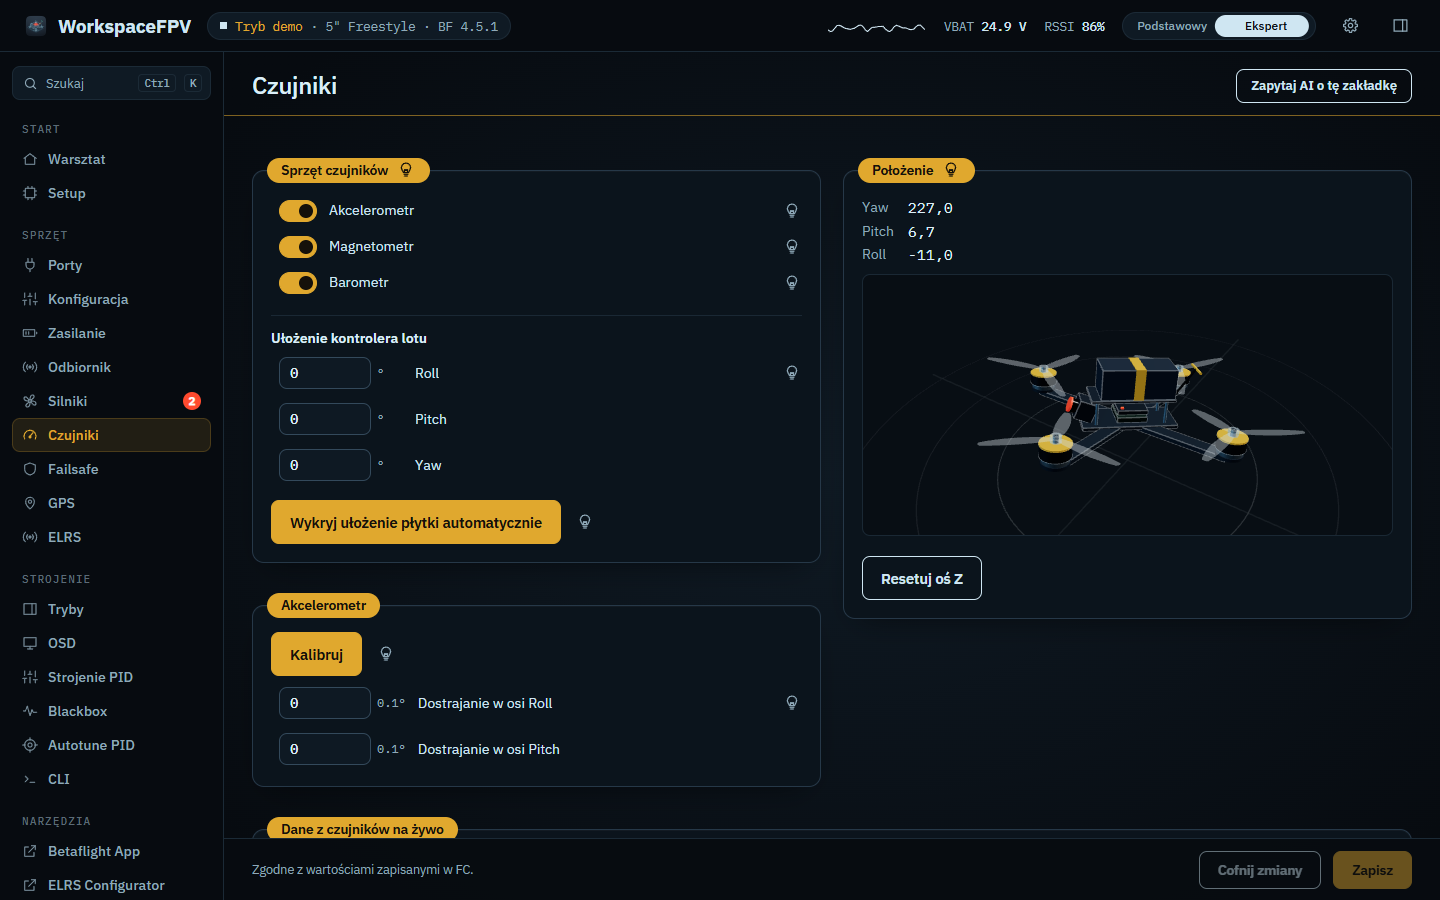 WorkspaceFPV
Tryb demo · 5" Freestyle · BF 4.5.1
VBAT 24.9 V
RSSI 86%
Podstawowy
Ekspert
Szukaj
Ctrl
K
START
Warsztat
Setup
SPRZĘT
Porty
Konfiguracja
Zasilanie
Odbiornik
Silniki
2
Czujniki
Failsafe
GPS
ELRS
STROJENIE
Tryby
OSD
Strojenie PID
Blackbox
Autotune PID
CLI
NARZĘDZIA
Betaflight App
ELRS Configurator
Czujniki
Zapytaj AI o tę zakładkę
Sprzęt czujników
Akcelerometr
Magnetometr
Barometr
Ułożenie kontrolera lotu
0 ° Roll
0 ° Pitch
0 ° Yaw
Wykryj ułożenie płytki automatycznie
Akcelerometr
Kalibruj
0 0.1° Dostrajanie w osi Roll
0 0.1° Dostrajanie w osi Pitch
Położenie
Yaw 227,0
Pitch 6,7
Roll -11,0
Resetuj oś Z
Dane z czujników na żywo
Zgodne z wartościami zapisanymi w FC.
Cofnij zmiany
Zapisz